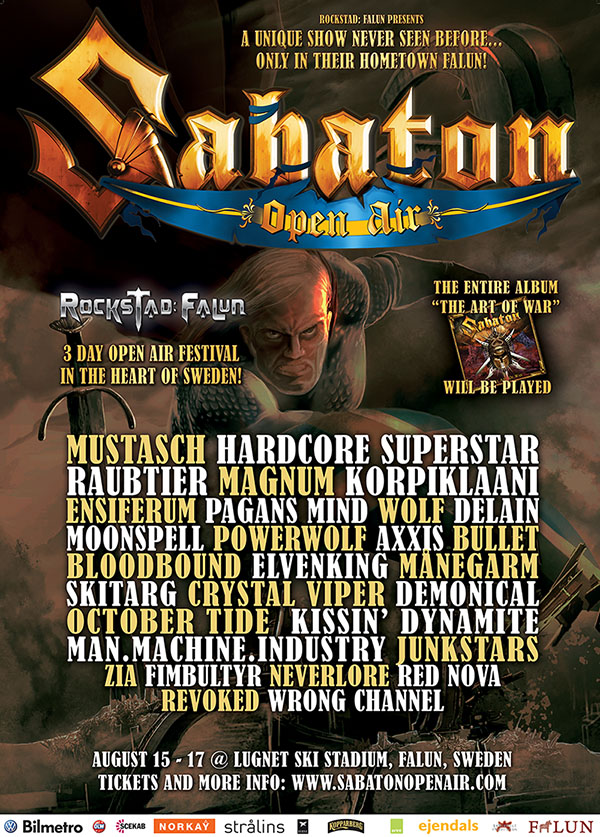 ROCKSTAD: FALUN PRESENTS
A UNIQUE SHOW NEVER SEEN BEFORE...
ONLY IN THEIR HOMETOWN FALUN!
Sabaton
Open Air
ROCKSTAD: FALUN
3 DAY OPEN AIR FESTIVAL
IN THE HEART OF SWEDEN!
THE ENTIRE ALBUM
"THE ART OF WAR"
Sabaton
WILL BE PLAYED
MUSTASCH HARDCORE SUPERSTAR
RAUBTIER MAGNUM KORPIKLAANI
ENSIFERUM PAGANS MIND WOLF DELAIN
MOONSPELL POWERWOLF AXXIS BULLET
BLOODBOUND ELVENKING MÅNEGARM
SKITARG CRYSTAL VIPER DEMONICAL
OCTOBER TIDE KISSIN' DYNAMITE
MAN.MACHINE.INDUSTRY JUNKSTARS
ZIA FIMBULTYR NEVERLORE RED NOVA
REVOKED WRONG CHANNEL
AUGUST 15 - 17 @ LUGNET SKI STADIUM, FALUN, SWEDEN
TICKETS AND MORE INFO: WWW.SABATONOPENAIR.COM
Bilmetro SEKAB NORKAŸ strålins KOPPARBERG ejendals FALUN